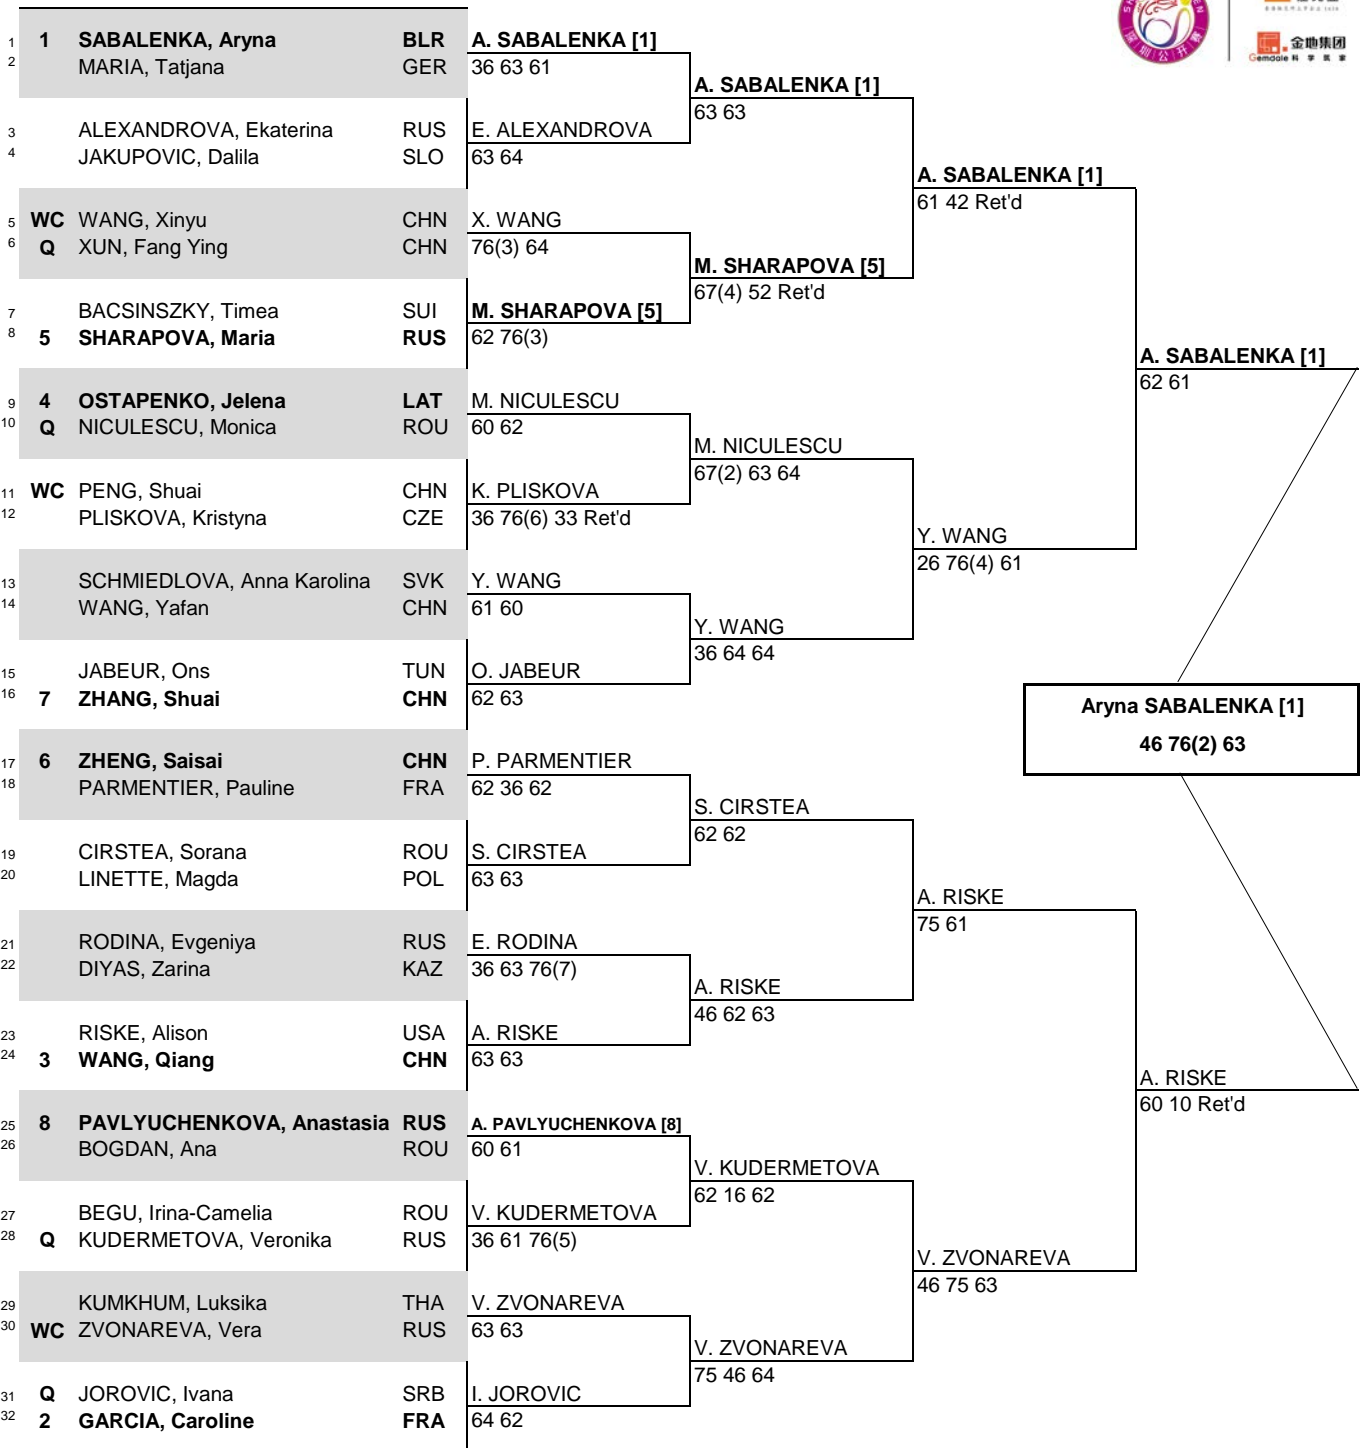 深圳公开赛
金地集团
Gemdale 科学筑家
1 1 SABALENKA, Aryna BLR
2 MARIA, Tatjana GER
3 ALEXANDROVA, Ekaterina RUS
4 JAKUPOVIC, Dalila SLO
5 WC WANG, Xinyu CHN
6 Q XUN, Fang Ying CHN
7 BACSINSZKY, Timea SUI
8 5 SHARAPOVA, Maria RUS
9 4 OSTAPENKO, Jelena LAT
10 Q NICULESCU, Monica ROU
11 WC PENG, Shuai CHN
12 PLISKOVA, Kristyna CZE
13 SCHMIEDLOVA, Anna Karolina SVK
14 WANG, Yafan CHN
15 JABEUR, Ons TUN
16 7 ZHANG, Shuai CHN
17 6 ZHENG, Saisai CHN
18 PARMENTIER, Pauline FRA
19 CIRSTEA, Sorana ROU
20 LINETTE, Magda POL
21 RODINA, Evgeniya RUS
22 DIYAS, Zarina KAZ
23 RISKE, Alison USA
24 3 WANG, Qiang CHN
25 8 PAVLYUCHENKOVA, Anastasia RUS
26 BOGDAN, Ana ROU
27 BEGU, Irina-Camelia ROU
28 Q KUDERMETOVA, Veronika RUS
29 KUMKHUM, Luksika THA
30 WC ZVONAREVA, Vera RUS
31 Q JOROVIC, Ivana SRB
32 2 GARCIA, Caroline FRA
A. SABALENKA [1]
36 63 61
E. ALEXANDROVA
63 64
X. WANG
76(3) 64
M. SHARAPOVA [5]
62 76(3)
M. NICULESCU
60 62
K. PLISKOVA
36 76(6) 33 Ret'd
Y. WANG
61 60
O. JABEUR
62 63
P. PARMENTIER
62 36 62
S. CIRSTEA
63 63
E. RODINA
36 63 76(7)
A. RISKE
63 63
A. PAVLYUCHENKOVA [8]
60 61
V. KUDERMETOVA
36 61 76(5)
V. ZVONAREVA
63 63
I. JOROVIC
64 62
A. SABALENKA [1]
63 63
M. SHARAPOVA [5]
67(4) 52 Ret'd
M. NICULESCU
67(2) 63 64
Y. WANG
36 64 64
S. CIRSTEA
62 62
A. RISKE
46 62 63
V. KUDERMETOVA
62 16 62
V. ZVONAREVA
75 46 64
A. SABALENKA [1]
61 42 Ret'd
Y. WANG
26 76(4) 61
A. RISKE
75 61
V. ZVONAREVA
46 75 63
A. SABALENKA [1]
62 61
A. RISKE
60 10 Ret'd
Aryna SABALENKA [1]
46 76(2) 63